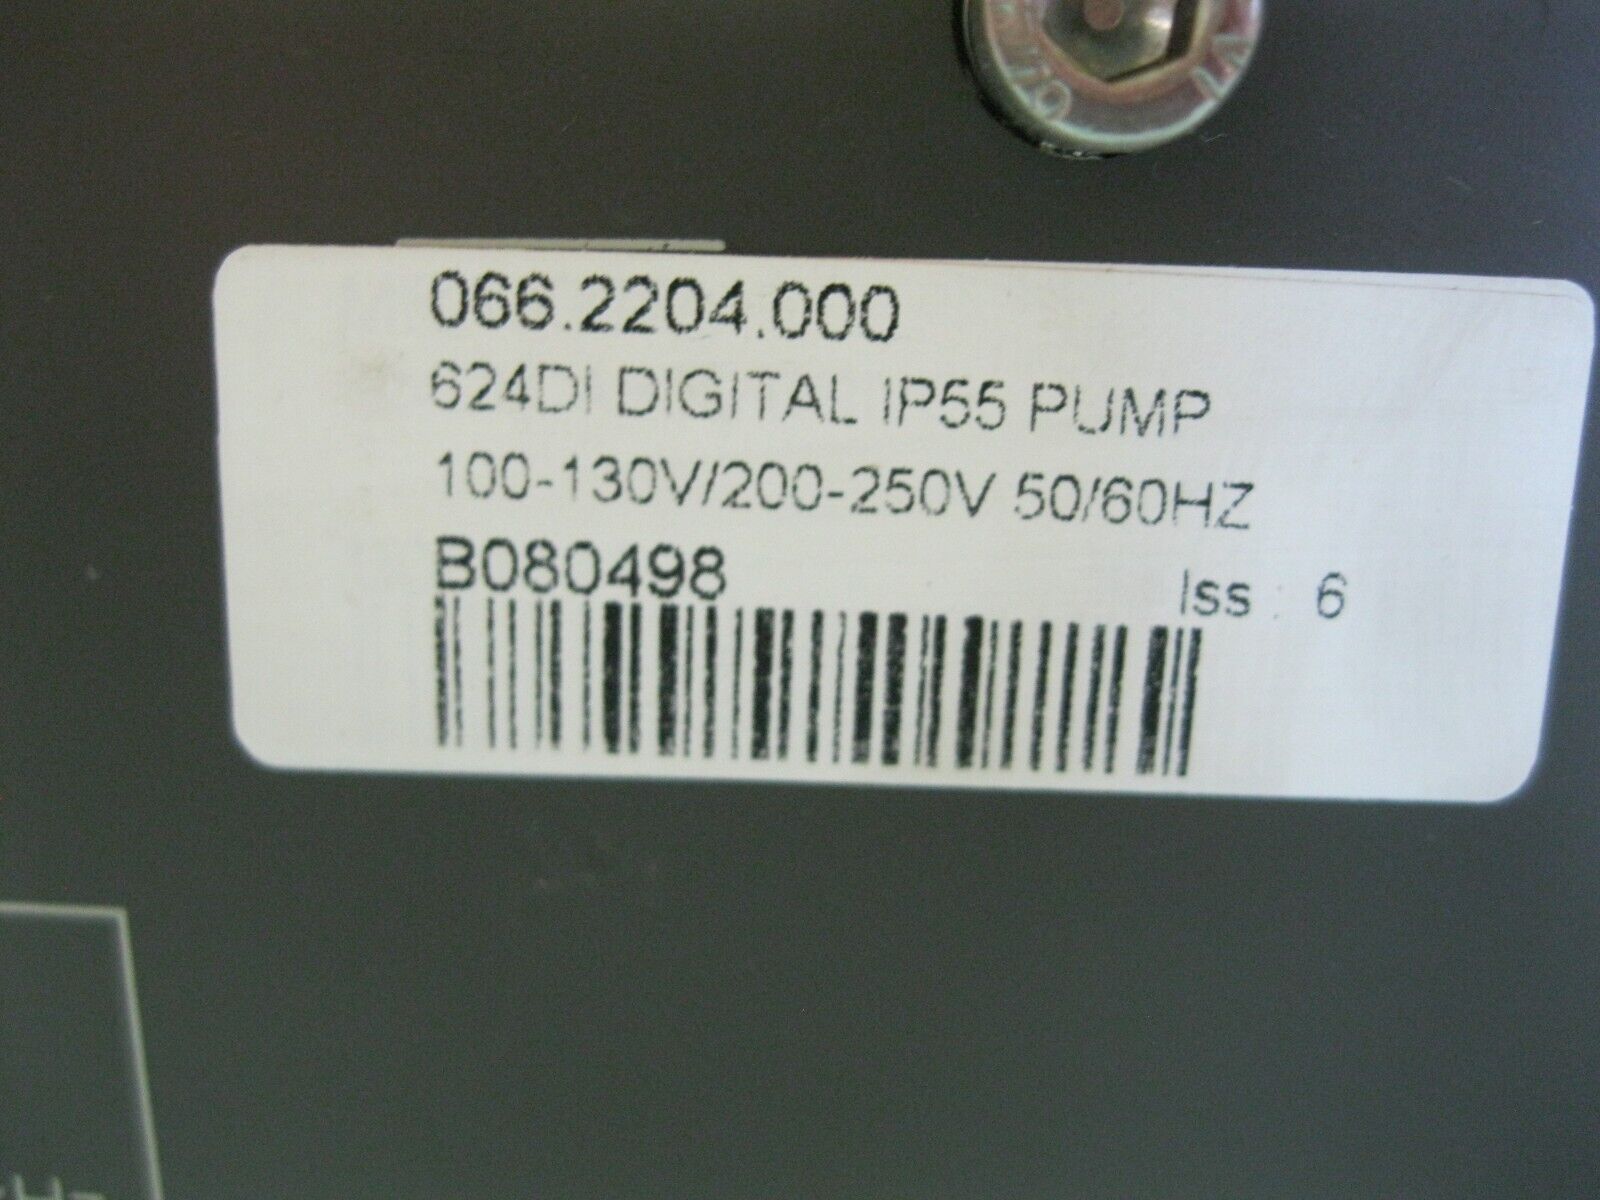 066.2204.000
624DI DIGITAL IP55 PUMP
100-130V/200-250V 50/60HZ
B080498
Iss : 6